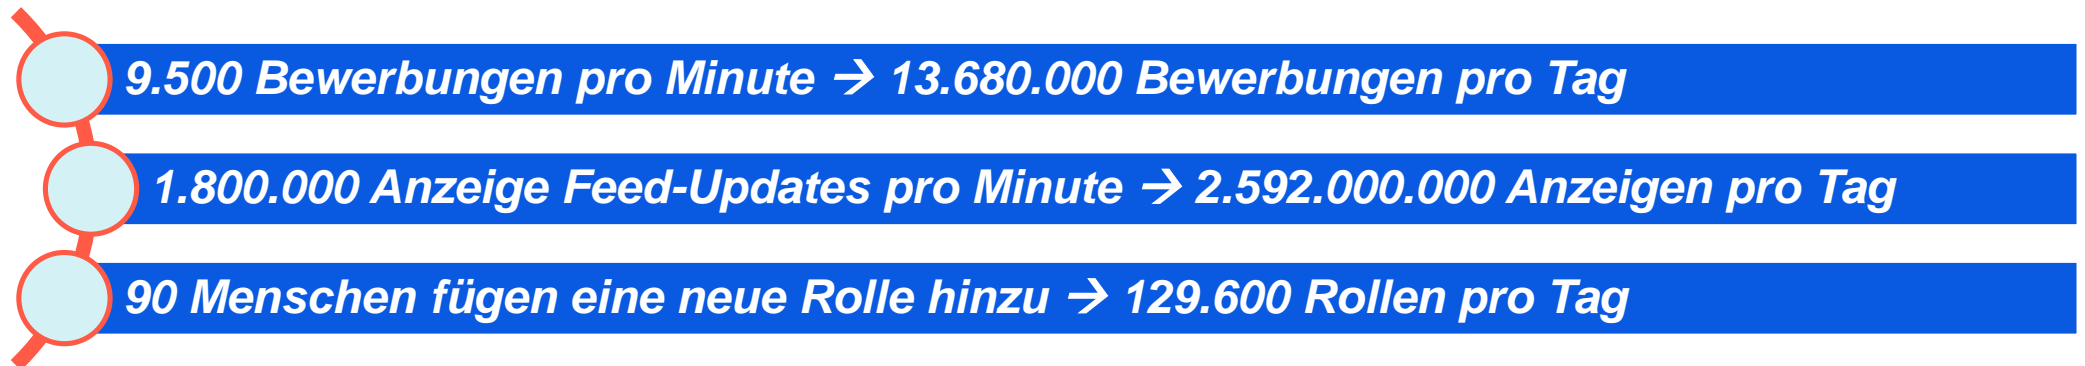 9.500 Bewerbungen pro Minute → 13.680.000 Bewerbungen pro Tag
1.800.000 Anzeige Feed-Updates pro Minute → 2.592.000.000 Anzeigen pro Tag
90 Menschen fügen eine neue Rolle hinzu → 129.600 Rollen pro Tag